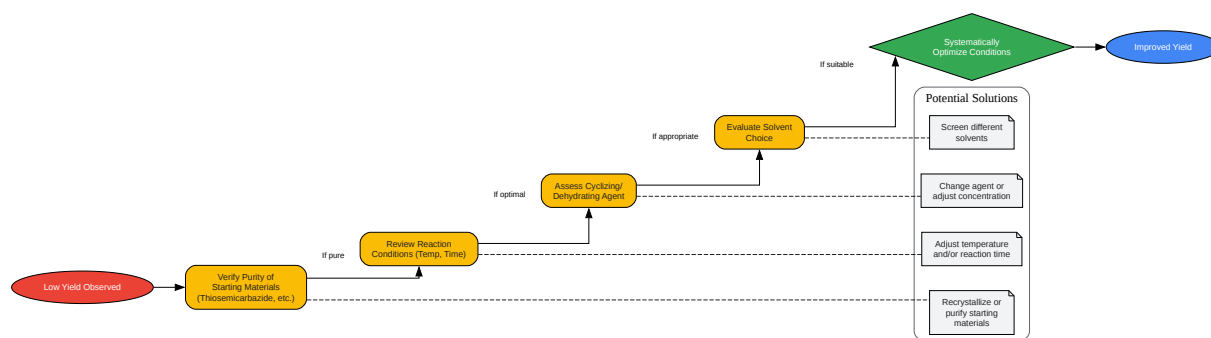 Low Yield Observed
Verify Purity of
Starting Materials
(Thiosemicarbazide, etc.)
If pure
Review Reaction
Conditions (Temp, Time)
If optimal
Assess Cyclizing/
Dehydrating Agent
If appropriate
Evaluate Solvent
Choice
If suitable
Systematically
Optimize Conditions
Improved Yield
Potential Solutions
Screen different
solvents
Change agent or
adjust concentration
Adjust temperature
and/or reaction time
Recrystallize or
purify starting
materials